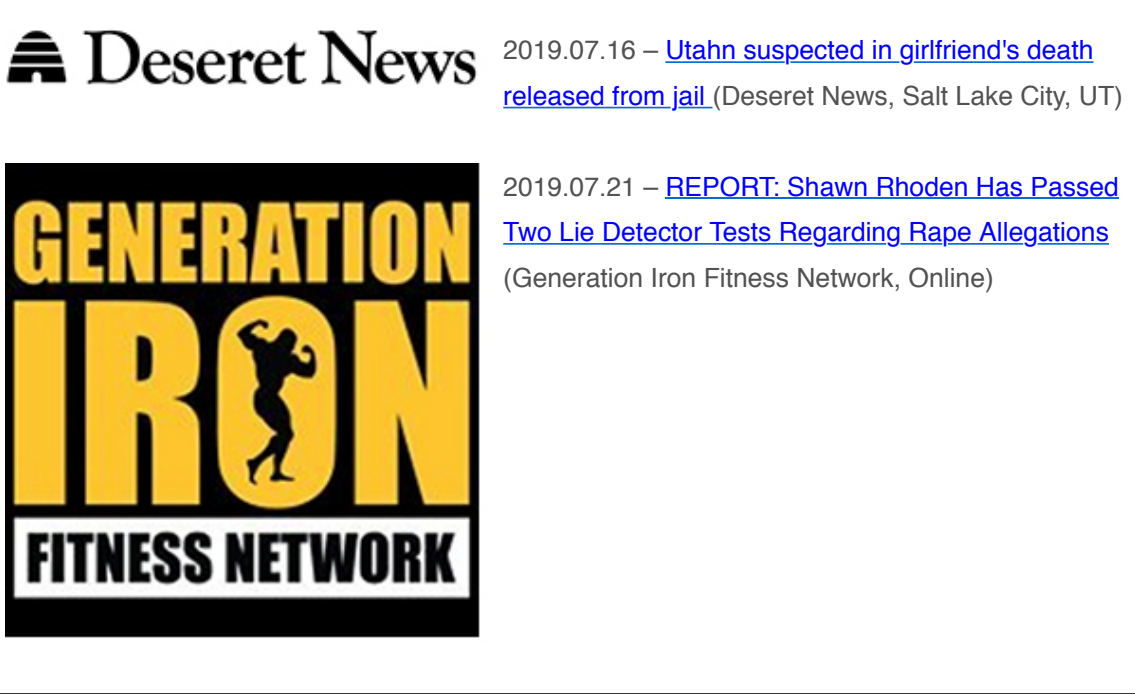 Deseret News
2019.07.16 – Utahn suspected in girlfriend's death
released from jail (Deseret News, Salt Lake City, UT)
GENERATION
IRON
FITNESS NETWORK
2019.07.21 – REPORT: Shawn Rhoden Has Passed
Two Lie Detector Tests Regarding Rape Allegations
(Generation Iron Fitness Network, Online)